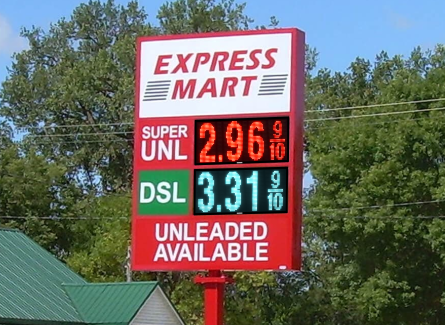 EXPRESS
MART
SUPER
UNL
2.96 9/10
DSL
3.31 9/10
UNLEADED
AVAILABLE